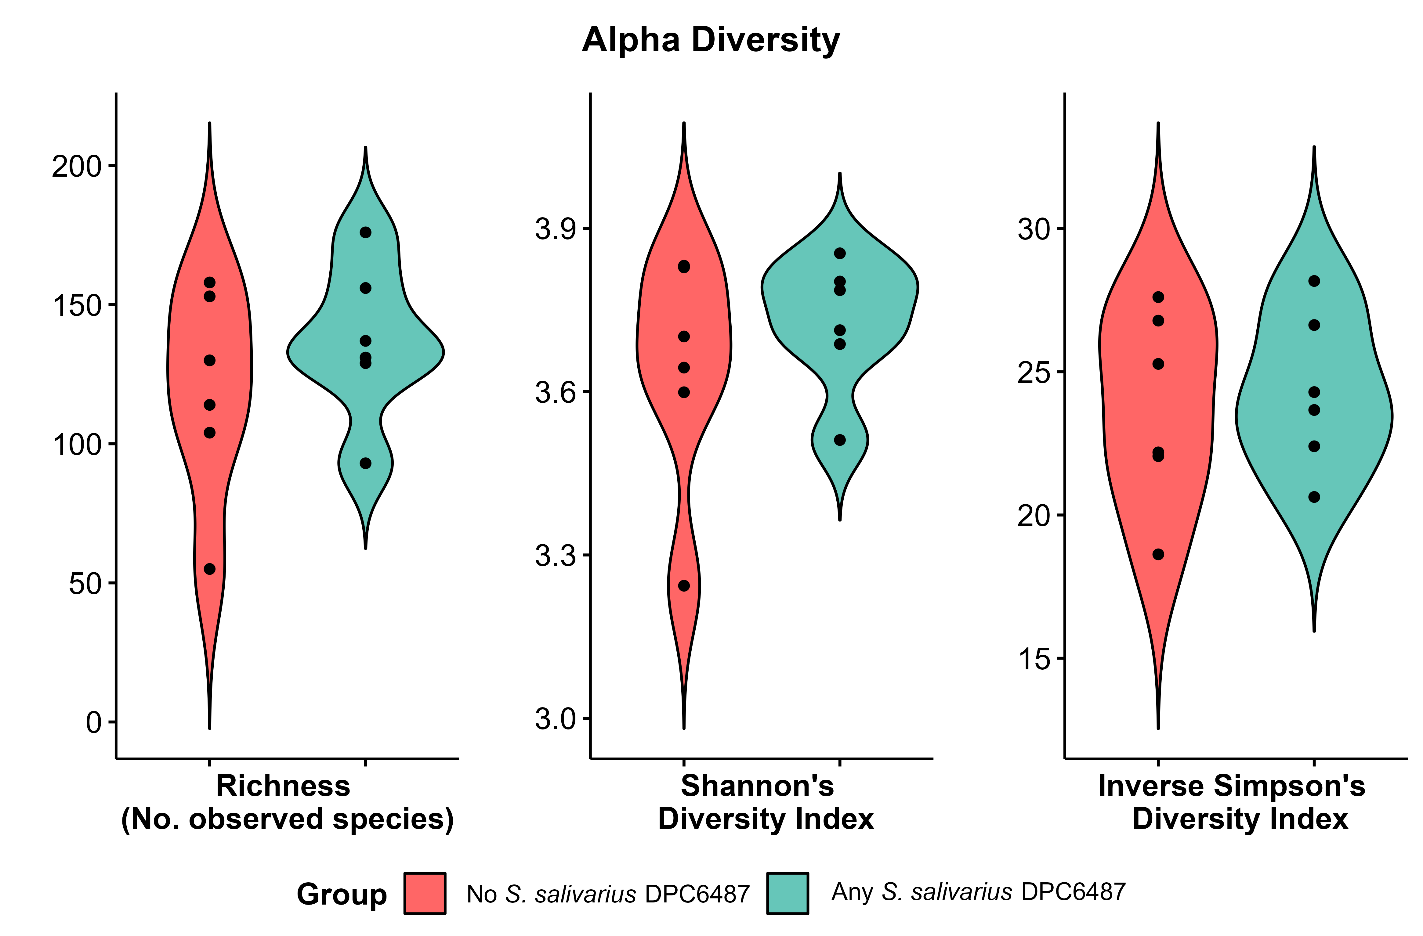 Alpha Diversity
200
150
100
50
0
Richness
(No. observed species)
3.9
3.6
3.3
3.0
Shannon's
Diversity Index
30
25
20
15
Inverse Simpson's
Diversity Index
Group No S. salivarius DPC6487 Any S. salivarius DPC6487